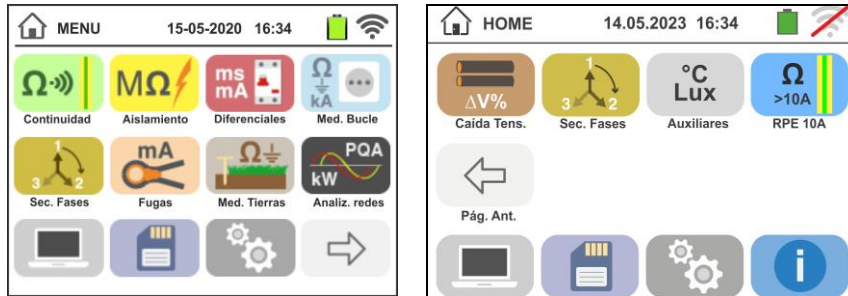 MENU 15-05-2020 16:34
Ω MΩ ms mA Ω kA
Continuidad Aislamiento Diferenciales Med. Bucle
1 2 3 mA Ω PQA kW
Sec. Fases Fugas Med. Tierras Analiz. redes
HOME 14.05.2023 16:34
ΔV% 1 2 3 °C Lux Ω >10A
Caída Tens. Sec. Fases Auxiliares RPE 10A
Pág. Ant.
i